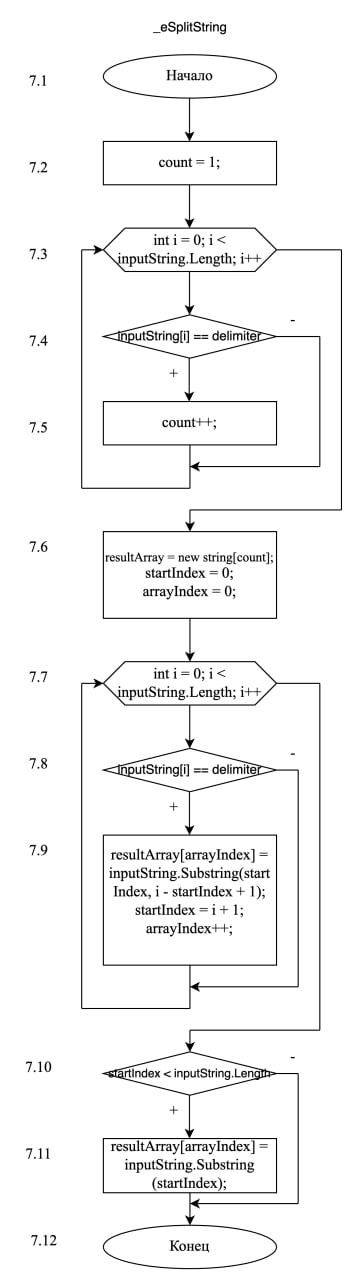 _eSplitString
7.1
Начало
7.2
count = 1;
7.3
int i = 0; i <
inputString.Length; i++
7.4
inputString[i] == delimiter
-
+
7.5
count++;
7.6
resultArray = new string[count];
startIndex = 0;
arrayIndex = 0;
7.7
int i = 0; i <
inputString.Length; i++
7.8
inputString[i] == delimiter
-
+
7.9
resultArray[arrayIndex] =
inputString.Substring(start
Index, i - startIndex + 1);
startIndex = i + 1;
arrayIndex++;
7.10
startIndex < inputString.Length
-
+
7.11
resultArray[arrayIndex] =
inputString.Substring
(startIndex);
7.12
Конец